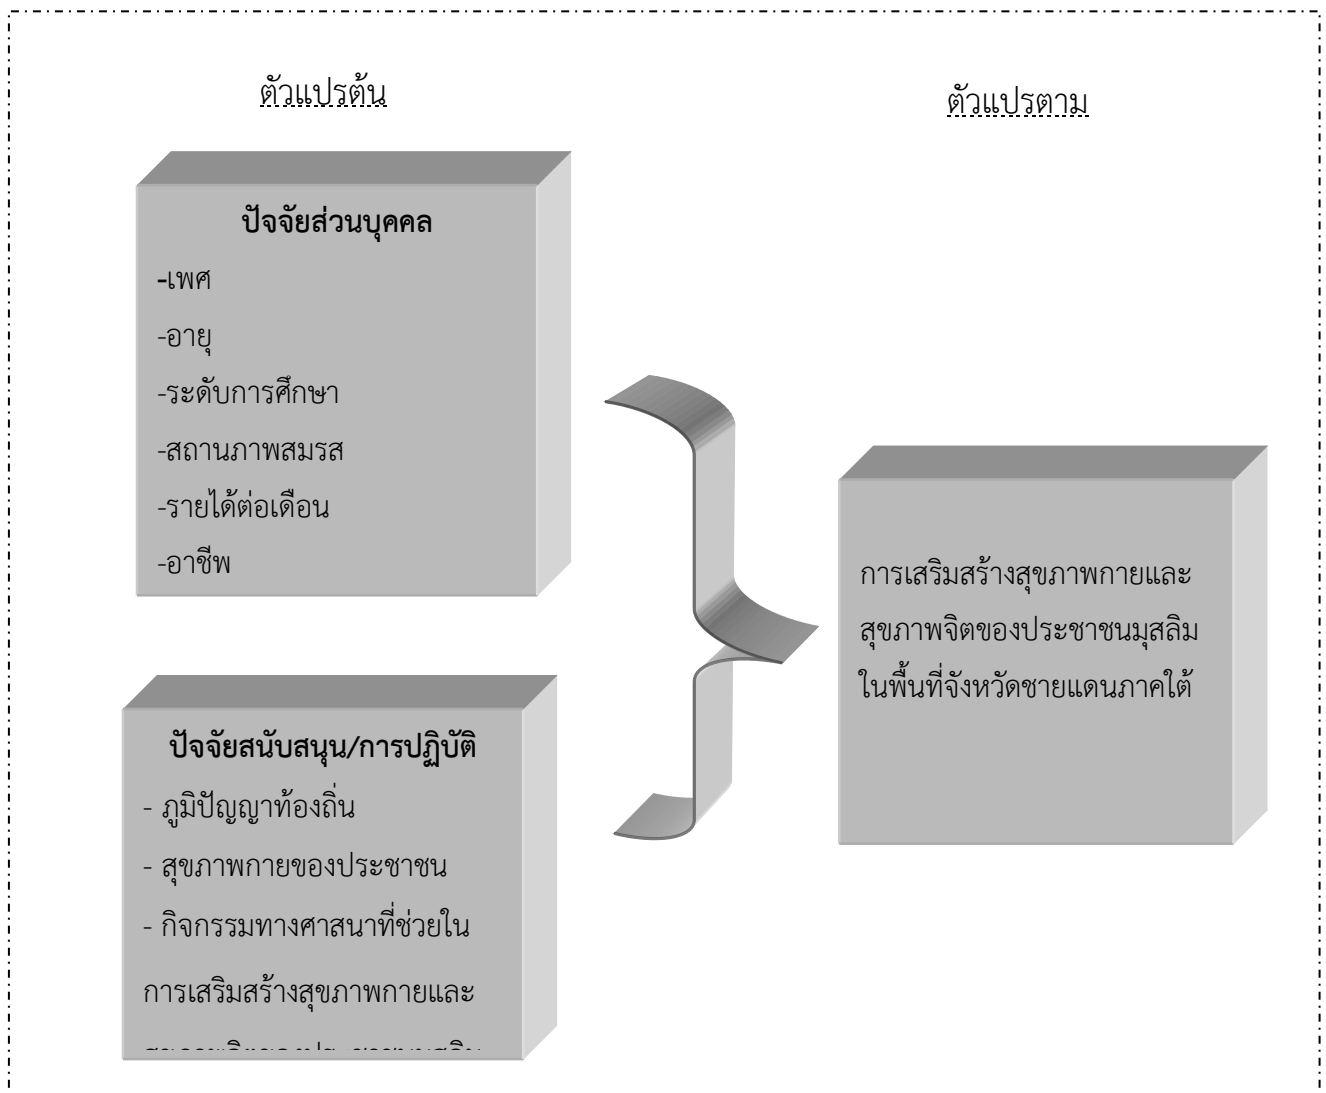 ตัวแปรต้น
ตัวแปรตาม
ปัจจัยส่วนบุคคล
-เพศ
-อายุ
-ระดับการศึกษา
-สถานภาพสมรส
-รายได้ต่อเดือน
-อาชีพ
ปัจจัยสนับสนุน/การปฏิบัติ
- ภูมิปัญญาท้องถิ่น
- สุขภาพกายของประชาชน
- กิจกรรมทางศาสนาที่ช่วยใน
การเสริมสร้างสุขภาพกายและ
การเสริมสร้างสุขภาพกายและ
สุขภาพจิตของประชาชนมุสลิม
ในพื้นที่จังหวัดชายแดนภาคใต้